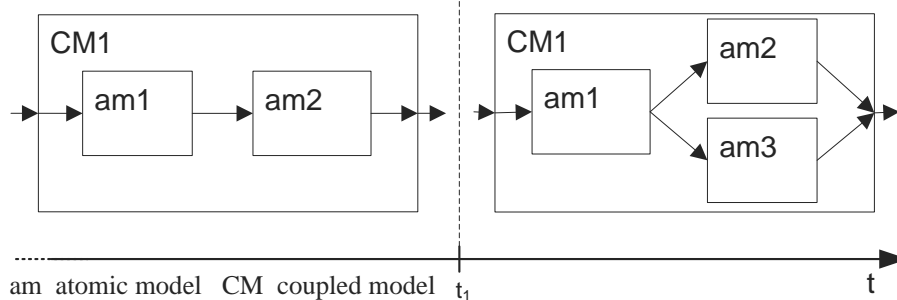 CM1
am1
am2
CM1
am1
am2
am3
am atomic model CM coupled model t1
t